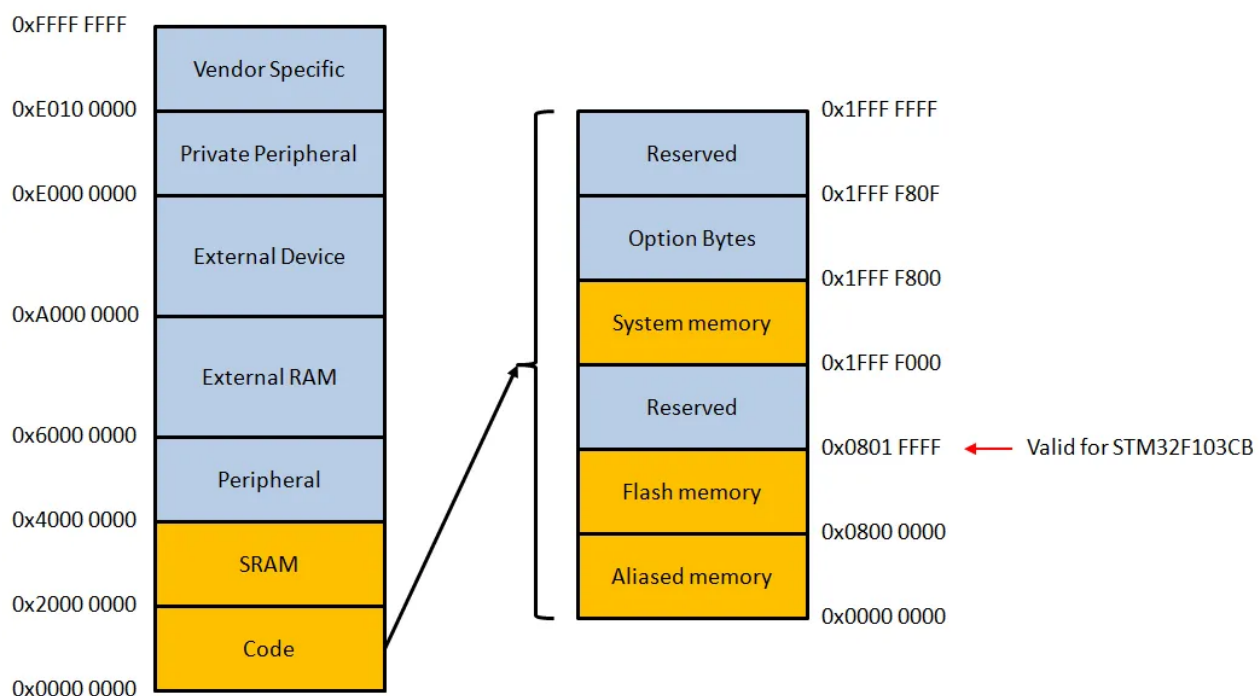 0xFFFF FFFF
Vendor Specific
0xE010 0000
Private Peripheral
0xE000 0000
External Device
0xA000 0000
External RAM
0x6000 0000
Peripheral
0x4000 0000
SRAM
0x2000 0000
Code
0x0000 0000
0x1FFF FFFF
Reserved
0x1FFF F80F
Option Bytes
0x1FFF F800
System memory
0x1FFF F000
Reserved
0x0801 FFFF
Valid for STM32F103CB
Flash memory
0x0800 0000
Aliased memory
0x0000 0000